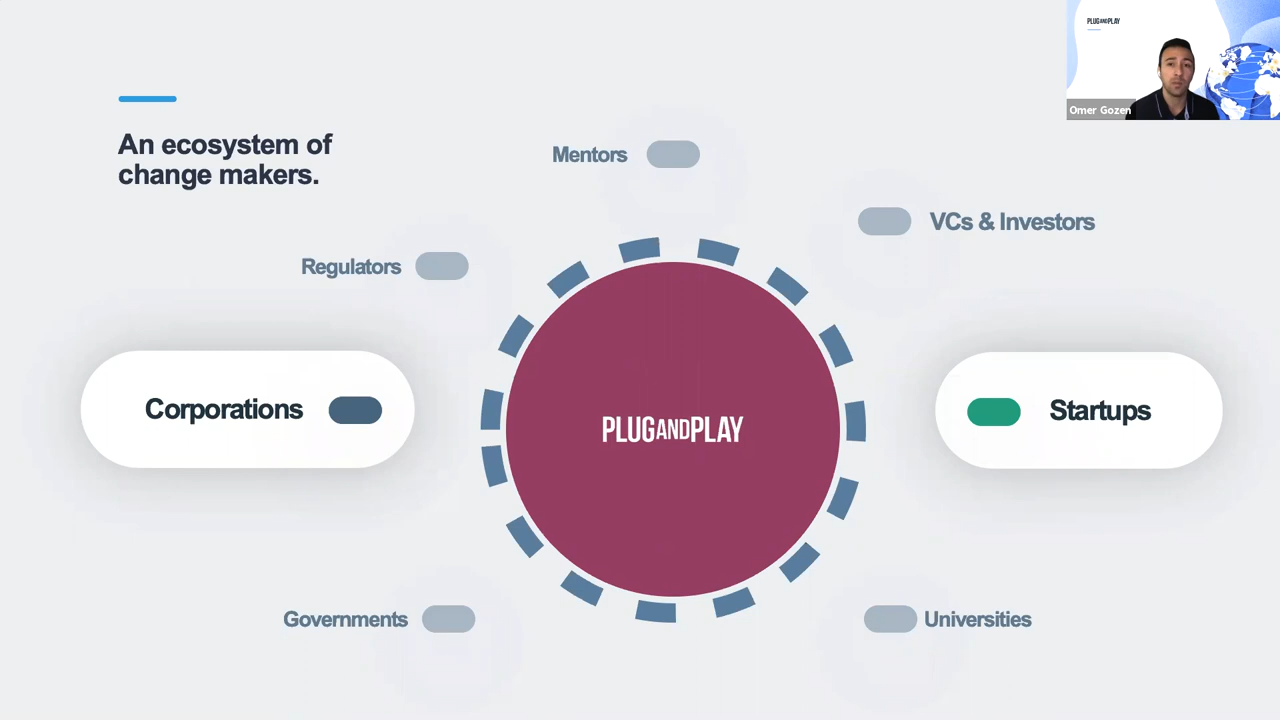 PLUGANDPLAY
Omer Gozen
An ecosystem of
change makers.
Mentors
VCs & Investors
Regulators
Corporations
PLUGANDPLAY
Startups
Governments
Universities